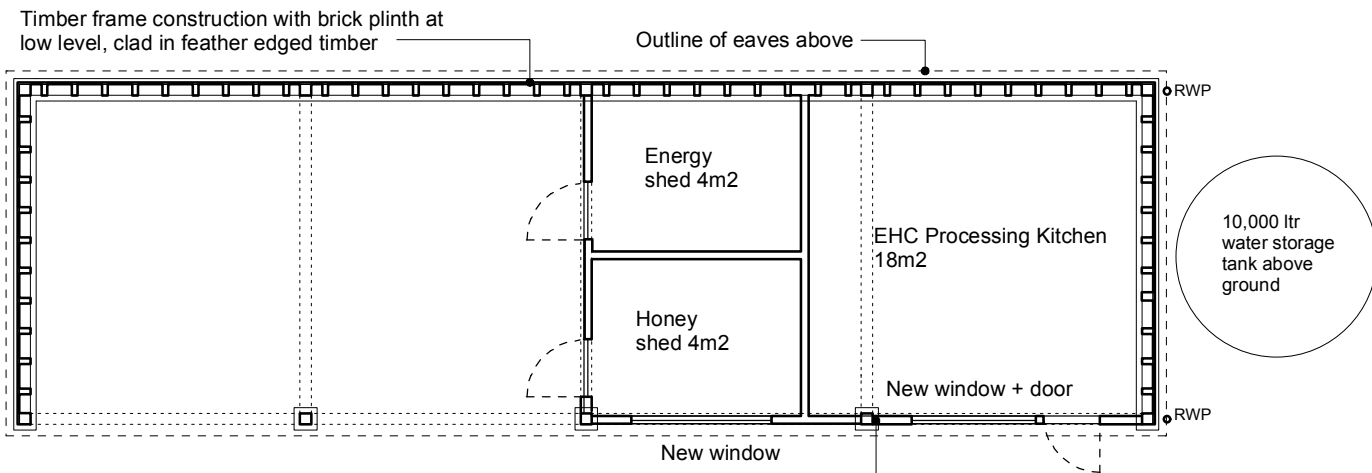 Timber frame construction with brick plinth at
low level, clad in feather edged timber
Outline of eaves above
RWP
Energy
shed 4m2
EHC Processing Kitchen
18m2
10,000 ltr
water storage
tank above
ground
Honey
shed 4m2
New window + door
RWP
New window